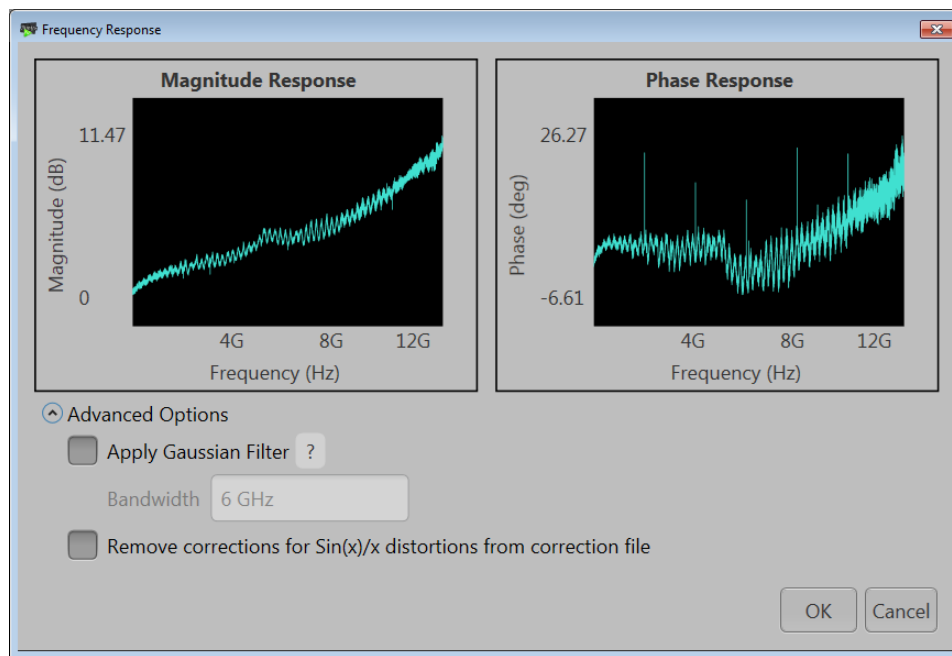 Frequency Response
Magnitude Response
11.47
Magnitude (dB)
0
4G 8G 12G
Frequency (Hz)
Phase Response
26.27
Phase (deg)
-6.61
4G 8G 12G
Frequency (Hz)
Advanced Options
Apply Gaussian Filter ?
Bandwidth 6 GHz
Remove corrections for Sin(x)/x distortions from correction file
OK Cancel